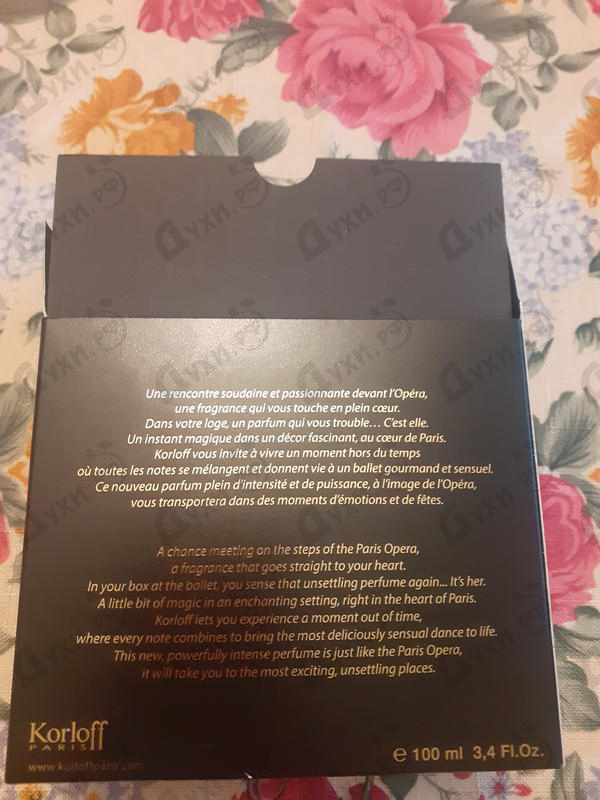 Une rencontre soudaine et passionnante devant l'Opéra,
une fragrance qui vous touche en plein cœur.
Dans votre loge, un parfum qui vous trouble... C'est elle.
Un instant magique dans un décor fascinant, au cœur de Paris.
Korloff vous invite à vivre un moment hors du temps
où toutes les notes se mélangent et donnent vie à un ballet gourmand et sensuel.
Ce nouveau parfum plein d'intensité et de puissance, à l'image de l'Opéra,
vous transportera dans des moments d'émotions et de fêtes.
A chance meeting on the steps of the Paris Opera,
a fragrance that goes straight to your heart.
In your box at the ballet, you sense that unsettling perfume again... It's her.
A little bit of magic in an enchanting setting, right in the heart of Paris.
Korloff lets you experience a moment out of time,
where every note combines to bring the most deliciously sensual dance to life.
This new, powerfully intense perfume is just like the Paris Opera,
it will take you to the most exciting, unsettling places.
Korloff
PARIS
www.korloffparis.com
℮ 100 ml 3,4 Fl.Oz.
Духи.рф